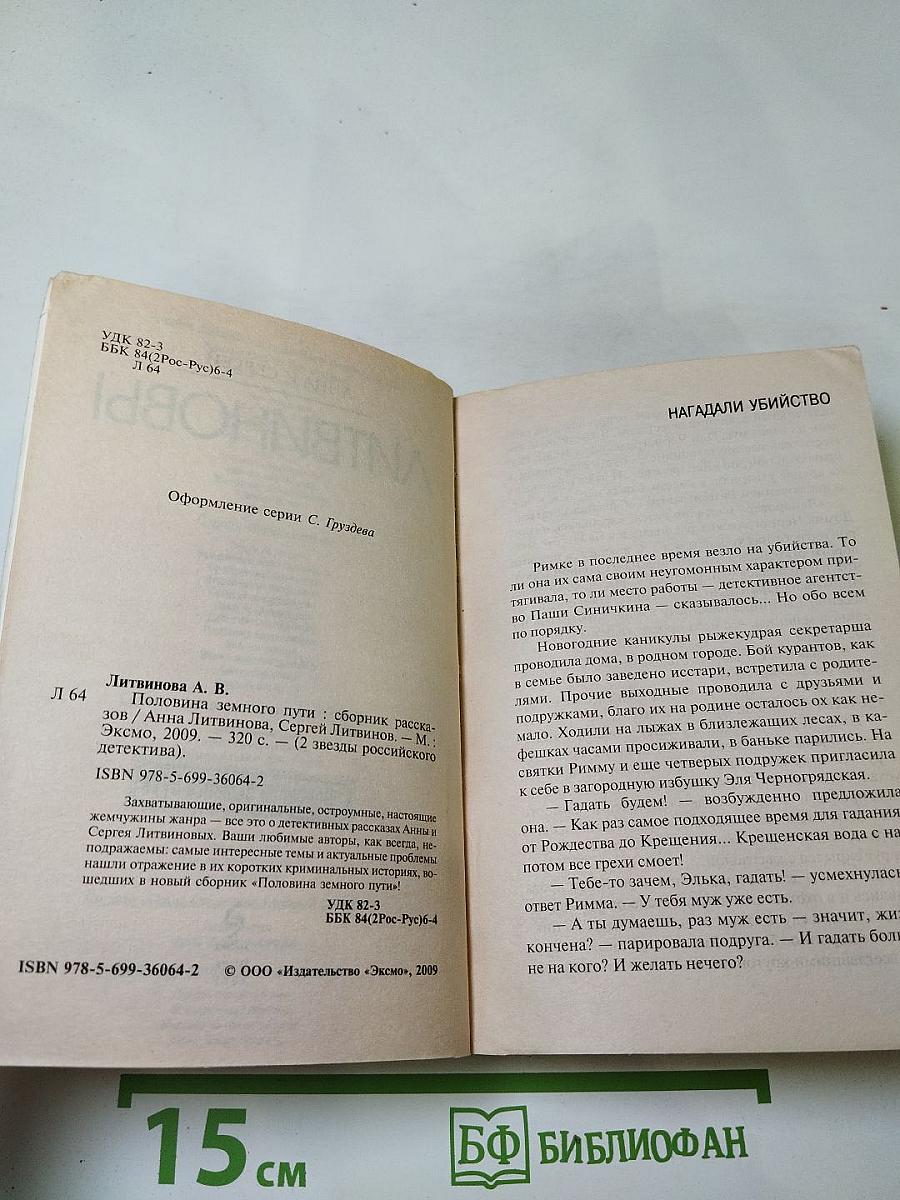 УДК 82-3
ББК 84(2Рос-Рус)6-4
Л 64
Оформление серии С. Груздева
Литвинова А. В.
Л 64
Половина земного пути : сборник расска-
зов / Анна Литвинова, Сергей Литвинов. — М. :
Эксмо, 2009. — 320 с. — (2 звезды российского
детектива).
ISBN 978-5-699-36064-2
Захватывающие, оригинальные, остроумные, настоящие
жемчужины жанра — все это о детективных рассказах Анны и
Сергея Литвиновых. Ваши любимые авторы, как всегда, не-
подражаемы: самые интересные темы и актуальные проблемы
нашли отражение в их коротких криминальных историях, во-
шедших в новый сборник «Половина земного пути»!
УДК 82-3
ББК 84(2Рос-Рус)6-4
ISBN 978-5-699-36064-2
© ООО «Издательство «Эксмо», 2009
НАГАДАЛИ УБИЙСТВО
Римке в последнее время везло на убийства. То
ли она их сама своим неугомонным характером при-
тягивала, то ли место работы — детективное агентст-
во Паши Синичкина — сказывалось... Но обо всем
по порядку.
Новогодние каникулы рыжекудрая секретарша
проводила дома, в родном городе. Бой курантов, как
в семье было заведено исстари, встретила с родите-
лями. Прочие выходные проводила с друзьями и
подружками, благо их на родине осталось ох как не-
мало. Ходили на лыжах в близлежащих лесах, в ка-
фешках часами просиживали, в баньке парились. На
святки Римму и еще четверых подружек пригласила
к себе в загородную избушку Эля Черногрядская.
— Гадать будем! — возбужденно предложила
она. — Как раз самое подходящее время для гадания
от Рождества до Крещения... Крещенская вода с на
потом все грехи смоет!
— Тебе-то зачем, Элька, гадать! — усмехнулась
ответ Римма. — У тебя муж уже есть.
— А ты думаешь, раз муж есть — значит, жиз
кончена? — парировала подруга. — И гадать боль
не на кого? И желать нечего?
15 см
БФ БИБЛИОФАН